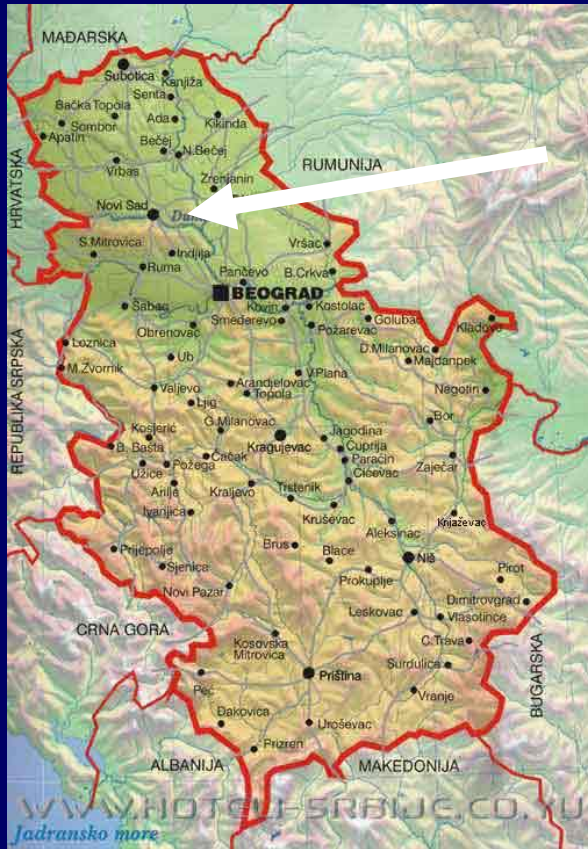 MAĐARSKA
Subotica
Kanjiža
Senta
Bačka Topola
Ada
Kikinda
Sombor
Apatin
Bečej
N.Bečej
HRVATSKA
RUMUNIJA
Vrbas
Zrenjanin
Novi Sad
S.Mitrovica
Inđija
Vršac
Ruma
Pančevo
B.Crkva
BEOGRAD
Šabac
Kovin
Kostolac
Smederevo
Golubac
Kladovo
Obrenovac
Požarevac
Loznica
D.Milanovac
Ub
Majdanpek
M.Zvornik
REPUBLIKA SRPSKA
Aranđelovac
V.Plana
Valjevo
Topola
Negotin
Ljig
Bor
G.Milanovac
Kosjerić
Jagodina
B. Bašta
Kragujevac
Ćuprija
Čačak
Paraćin
Zaječar
Užice
Požega
Ćićevac
Arilje
Kraljevo
Trstenik
Ivanjica
Kruševac
Knjaževac
Aleksinac
Prijepolje
Brus
Blace
Niš
Sjenica
Pirot
Prokuplje
Novi Pazar
Dimitrovgrad
Leskovac
Vlasotince
CRNA GORA
Kosovska
Mitrovica
C.Trava
BUGARSKA
Surdulica
Peć
Priština
Vranje
Đakovica
Uroševac
Prizren
ALBANIJA
MAKEDONIJA
WWW.HOTELI-SRBIJE.CO.YU
Jadransko more